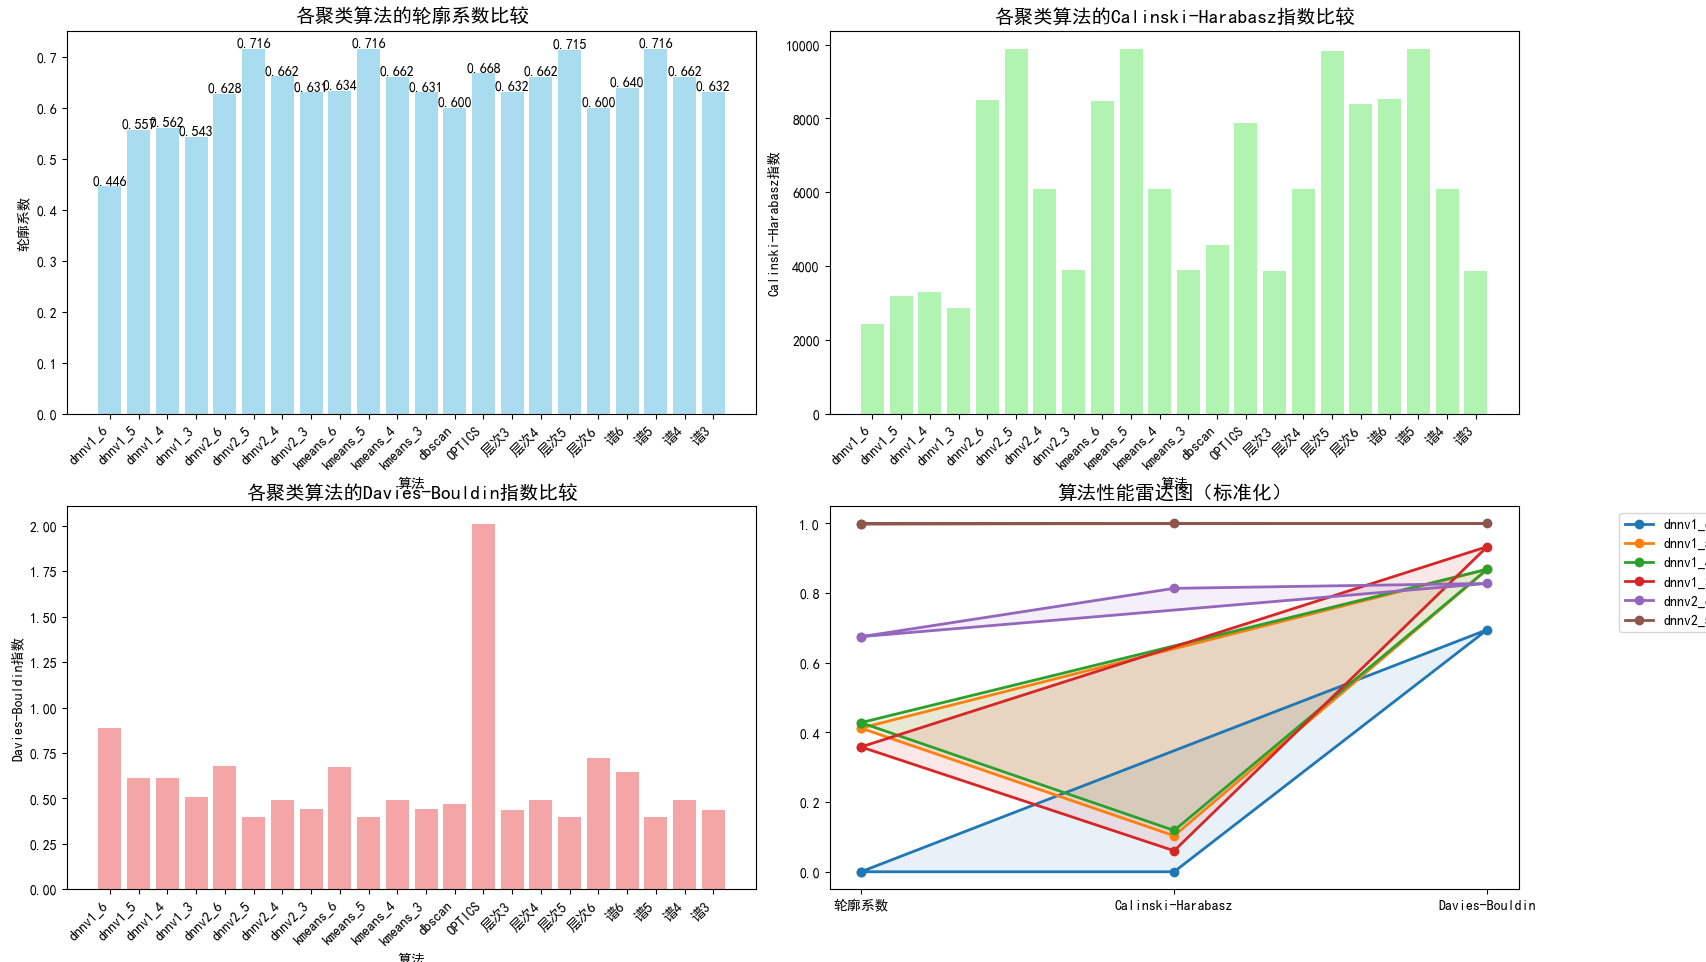 各聚类算法的轮廓系数比较
轮廓系数
0.7
0.6
0.5
0.4
0.3
0.2
0.1
0.0
0.446
0.557
0.562
0.543
0.628
0.716
0.662
0.631
0.634
0.716
0.662
0.631
0.600
0.668
0.632
0.662
0.715
0.600
0.640
0.716
0.662
0.632
dnnv1_6
dnnv1_5
dnnv1_4
dnnv1_3
dnnv2_6
dnnv2_5
dnnv2_4
dnnv2_3
kmeans_6
kmeans_5
kmeans_4
kmeans_3
dbscan
OPTICS
层次3
层次4
层次5
层次6
谱6
谱5
谱4
谱3
算法
各聚类算法的Calinski-Harabasz指数比较
Calinski-Harabasz指数
10000
8000
6000
4000
2000
0
dnnv1_6
dnnv1_5
dnnv1_4
dnnv1_3
dnnv2_6
dnnv2_5
dnnv2_4
dnnv2_3
kmeans_6
kmeans_5
kmeans_4
kmeans_3
dbscan
OPTICS
层次3
层次4
层次5
层次6
谱6
谱5
谱4
谱3
算法
各聚类算法的Davies-Bouldin指数比较
Davies-Bouldin指数
2.00
1.75
1.50
1.25
1.00
0.75
0.50
0.25
0.00
dnnv1_6
dnnv1_5
dnnv1_4
dnnv1_3
dnnv2_6
dnnv2_5
dnnv2_4
dnnv2_3
kmeans_6
kmeans_5
kmeans_4
kmeans_3
dbscan
OPTICS
层次3
层次4
层次5
层次6
谱6
谱5
谱4
谱3
算法
算法性能雷达图（标准化）
1.0
0.8
0.6
0.4
0.2
0.0
轮廓系数
Calinski-Harabasz
Davies-Bouldin
dnnv1_
dnnv1_
dnnv1_
dnnv1_
dnnv2_
dnnv2_